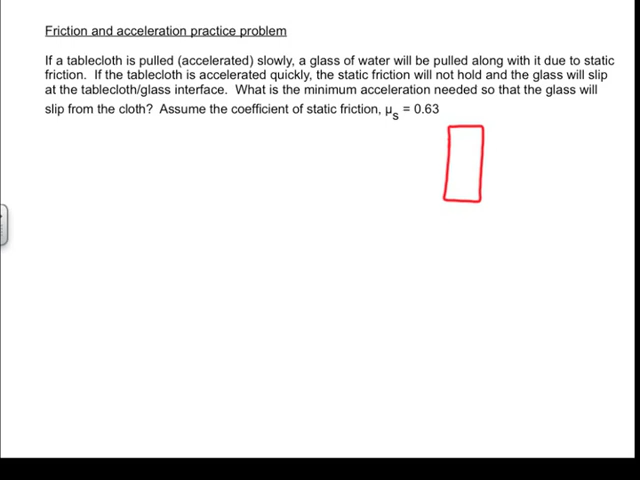 Friction and acceleration practice problem
If a tablecloth is pulled (accelerated) slowly, a glass of water will be pulled along with it due to static
friction. If the tablecloth is accelerated quickly, the static friction will not hold and the glass will slip
at the tablecloth/glass interface. What is the minimum acceleration needed so that the glass will
slip from the cloth? Assume the coefficient of static friction, μs = 0.63